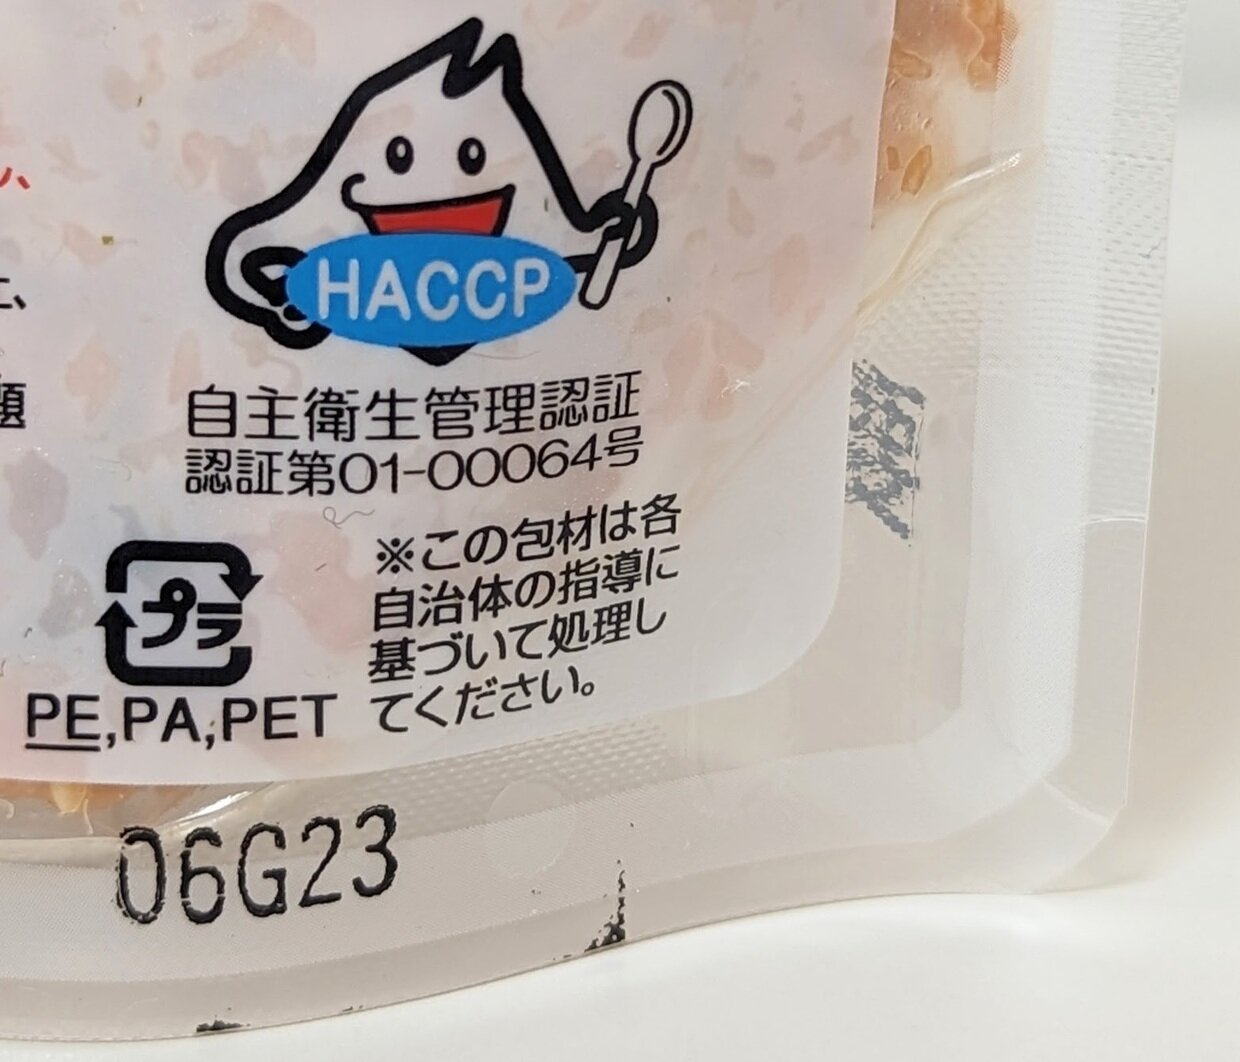 HACCP
自主衛生管理認証
認証第01-00064号
プラ
PE,PA,PET
※この包材は各
自治体の指導に
基づいて処理し
てください。
06G23